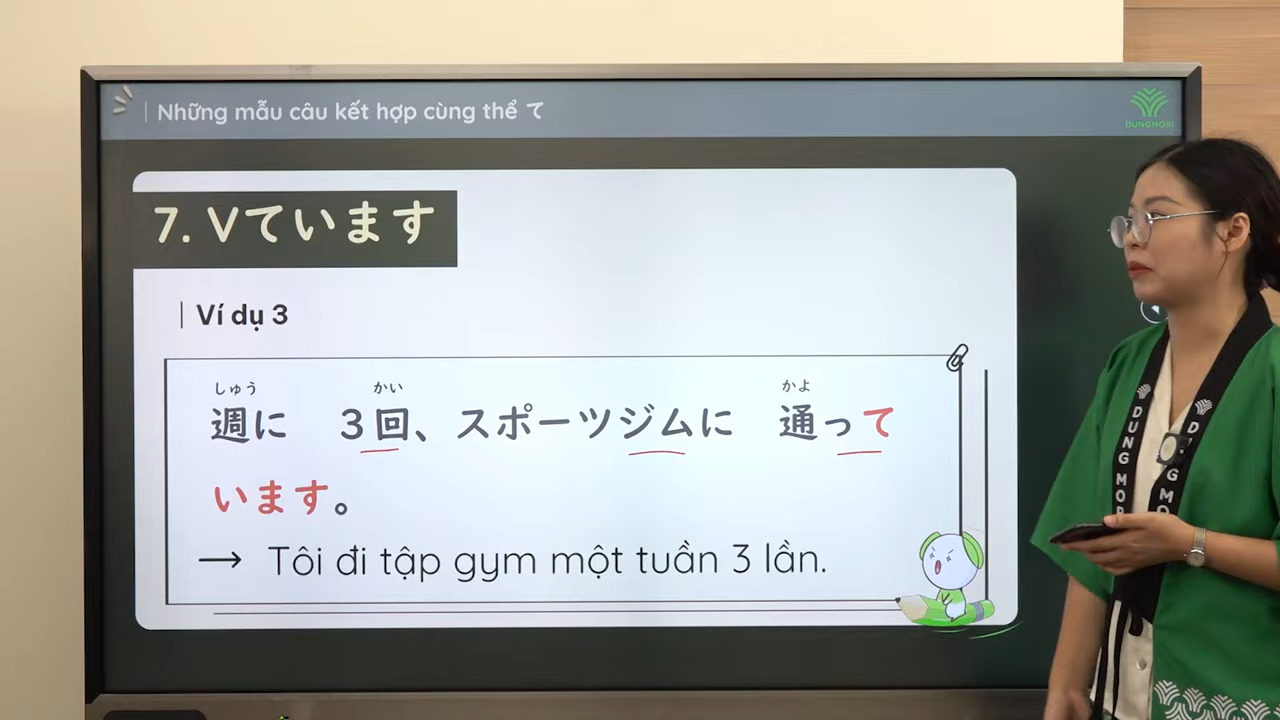 Những mẫu câu kết hợp cùng thể て
DUNGMORI
7. Vています
Ví dụ 3
しゅう かい かよ
週に 3回、スポーツジムに 通って
います。
→ Tôi đi tập gym một tuần 3 lần.
DUNG MOR